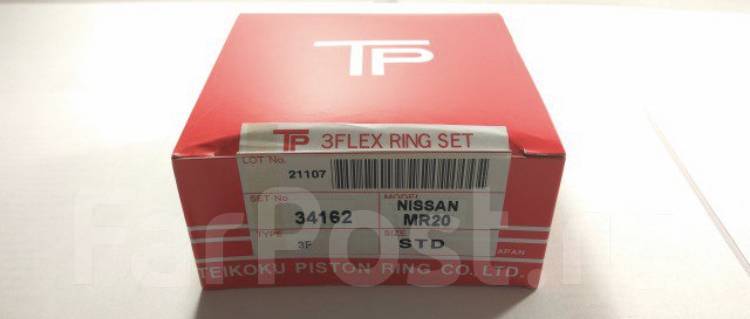 TP
TP 3FLEX RING SET
LOT No.
21107
SET No MODEL
34162 NISSAN
MR20
TYPE SIZE
3F STD
JAPAN
TEIKOKU PISTON RING CO. LTD.
FarPost.ru